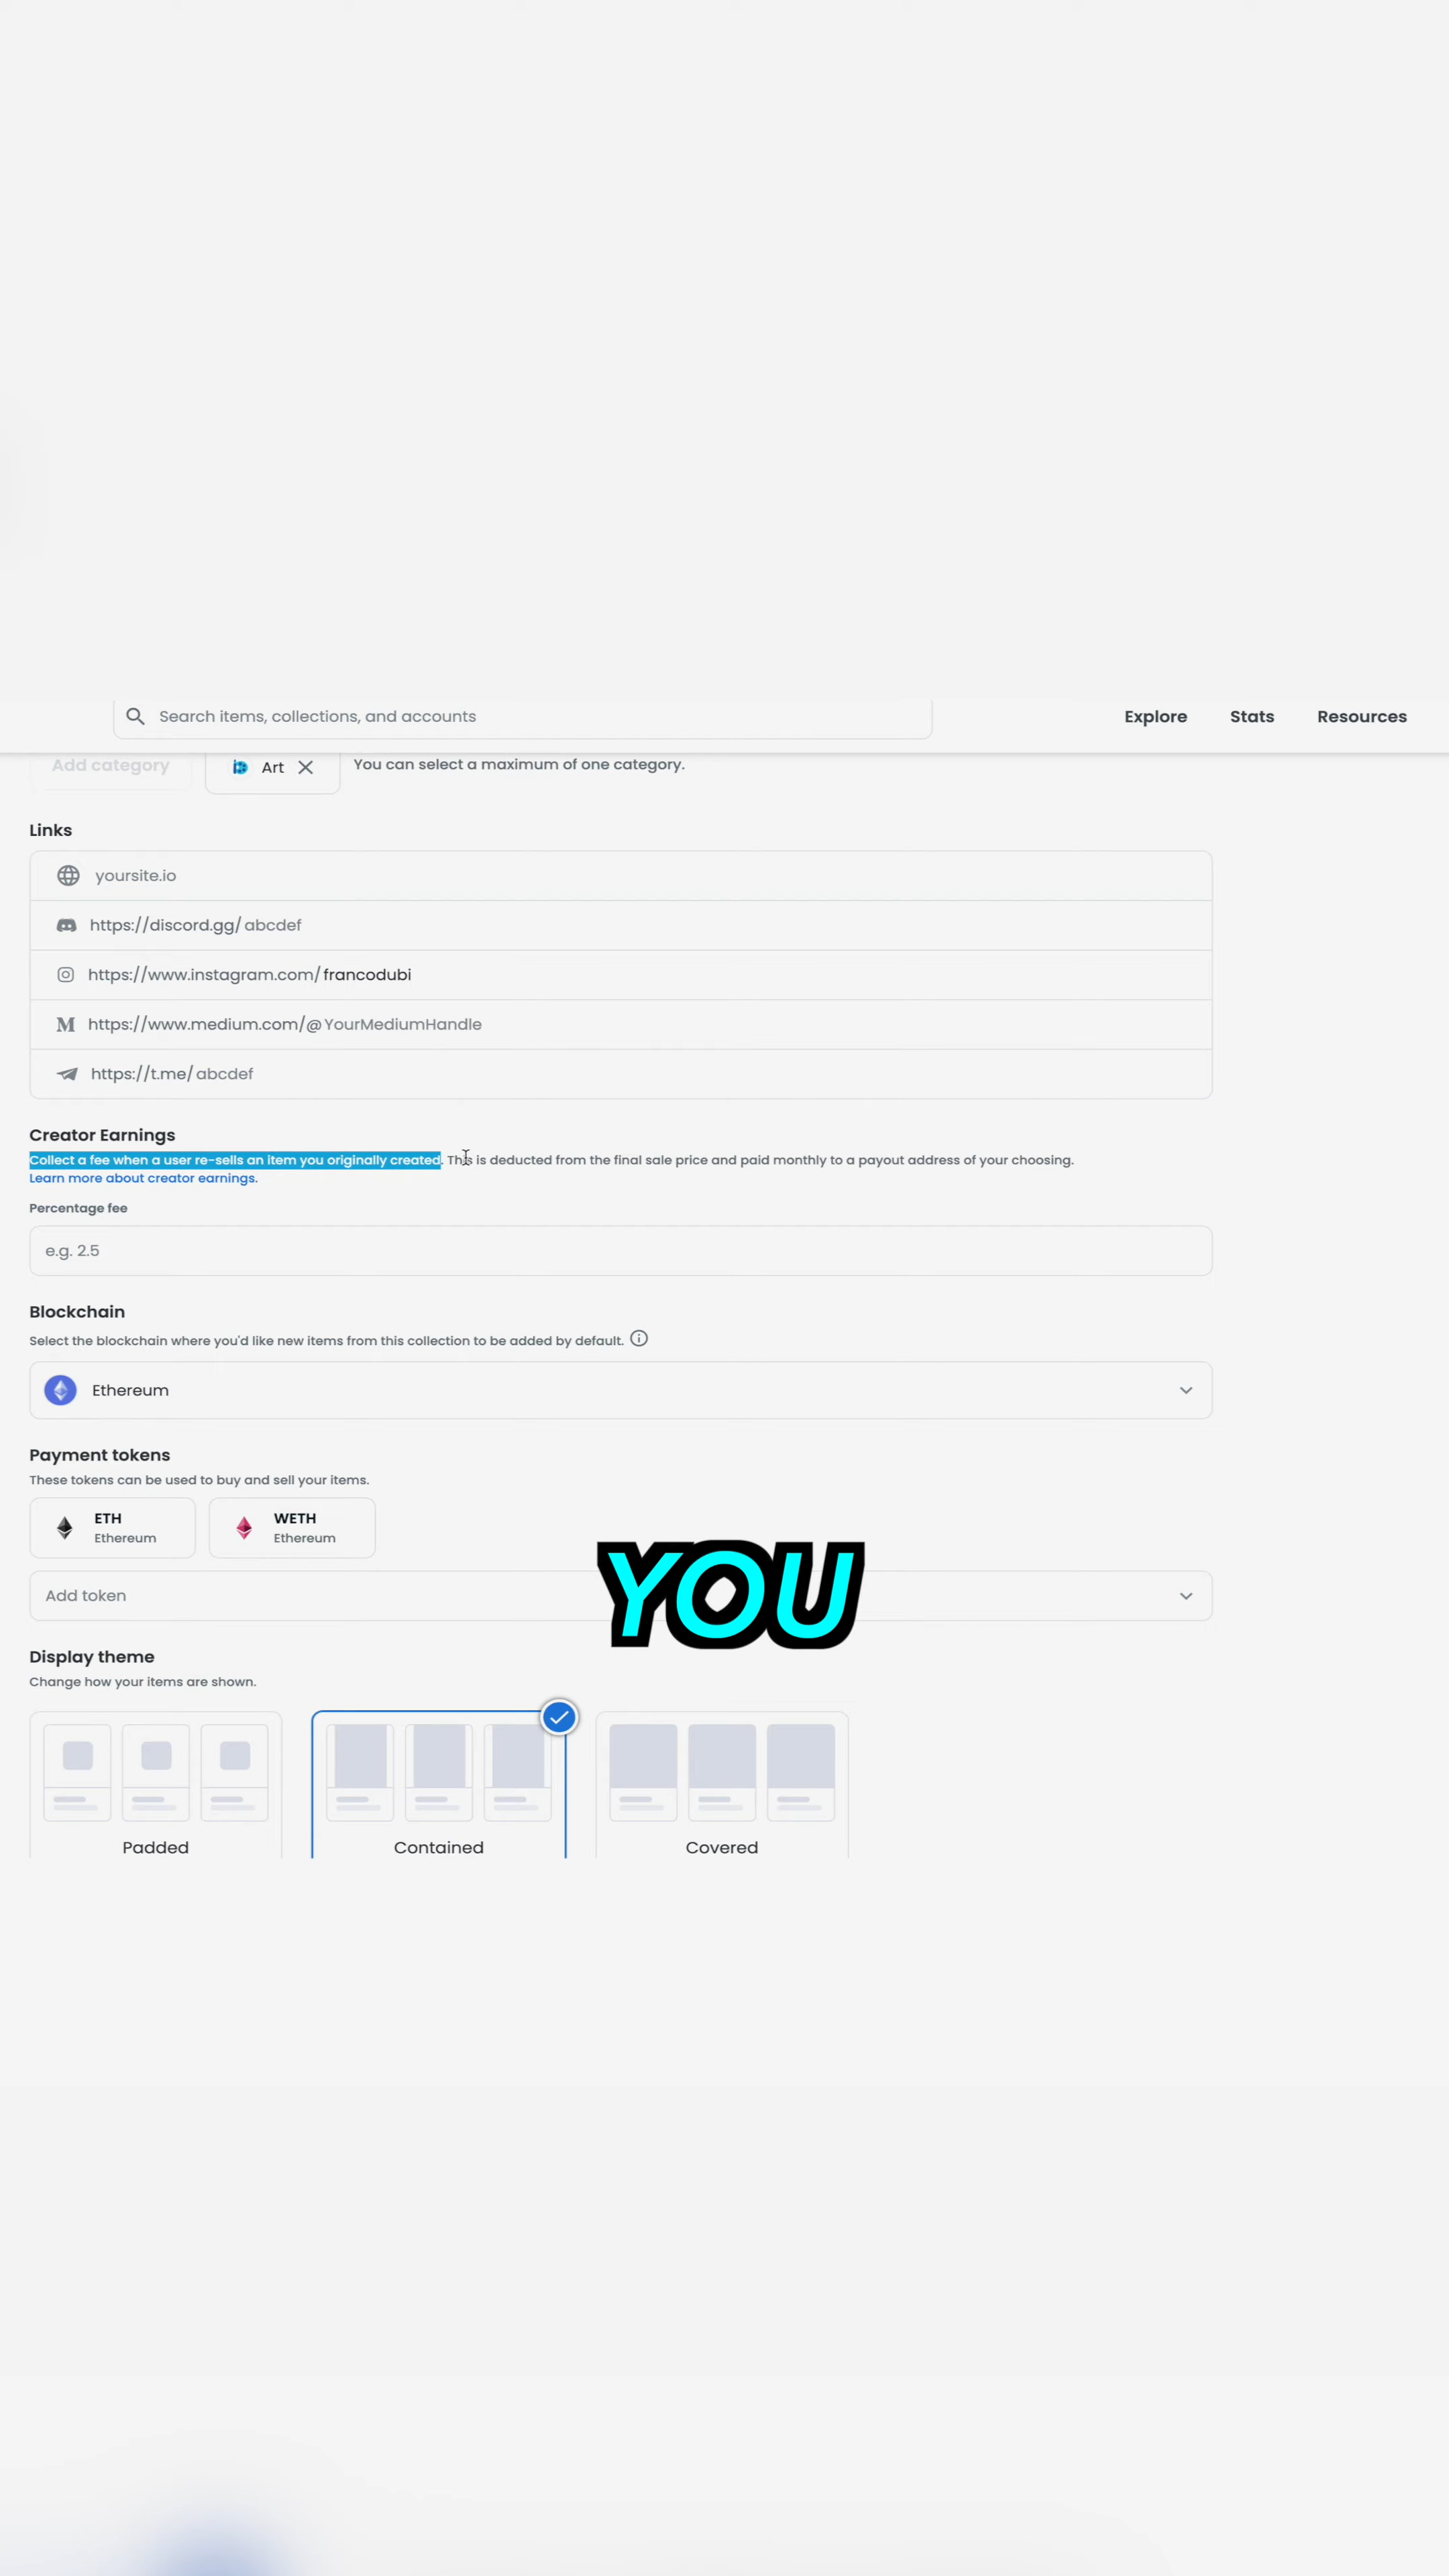 Search items, collections, and accounts
Explore
Stats
Resources
Add category
Art
You can select a maximum of one category.
Links
yoursite.io
https://discord.gg/ abcdef
https://www.instagram.com/ francodubi
https://www.medium.com/@ YourMediumHandle
https://t.me/ abcdef
Creator Earnings
Collect a fee when a user re-sells an item you originally created. This is deducted from the final sale price and paid monthly to a payout address of your choosing.
Learn more about creator earnings.
Percentage fee
e.g. 2.5
Blockchain
Select the blockchain where you'd like new items from this collection to be added by default.
Ethereum
Payment tokens
These tokens can be used to buy and sell your items.
ETH
Ethereum
WETH
Ethereum
YOU
Add token
Display theme
Change how your items are shown.
Padded
Contained
Covered